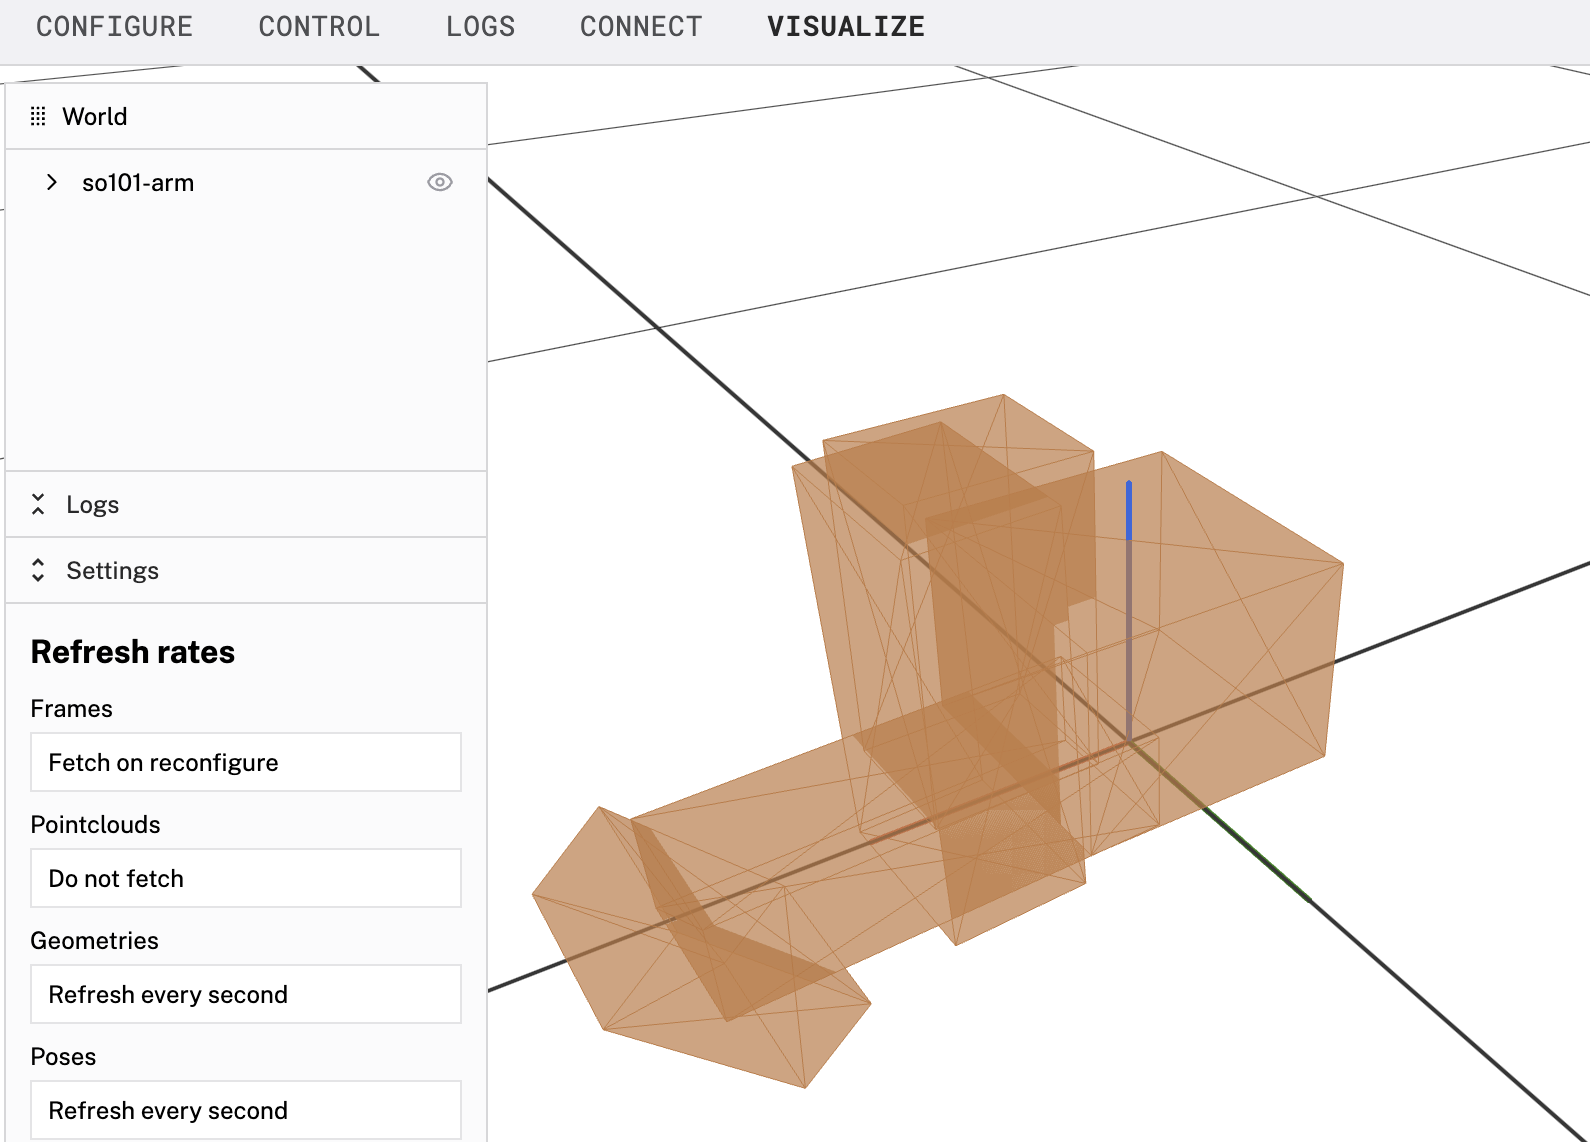 CONFIGURE CONTROL LOGS CONNECT VISUALIZE
World
so101-arm
Logs
Settings
Refresh rates
Frames
Fetch on reconfigure
Pointclouds
Do not fetch
Geometries
Refresh every second
Poses
Refresh every second